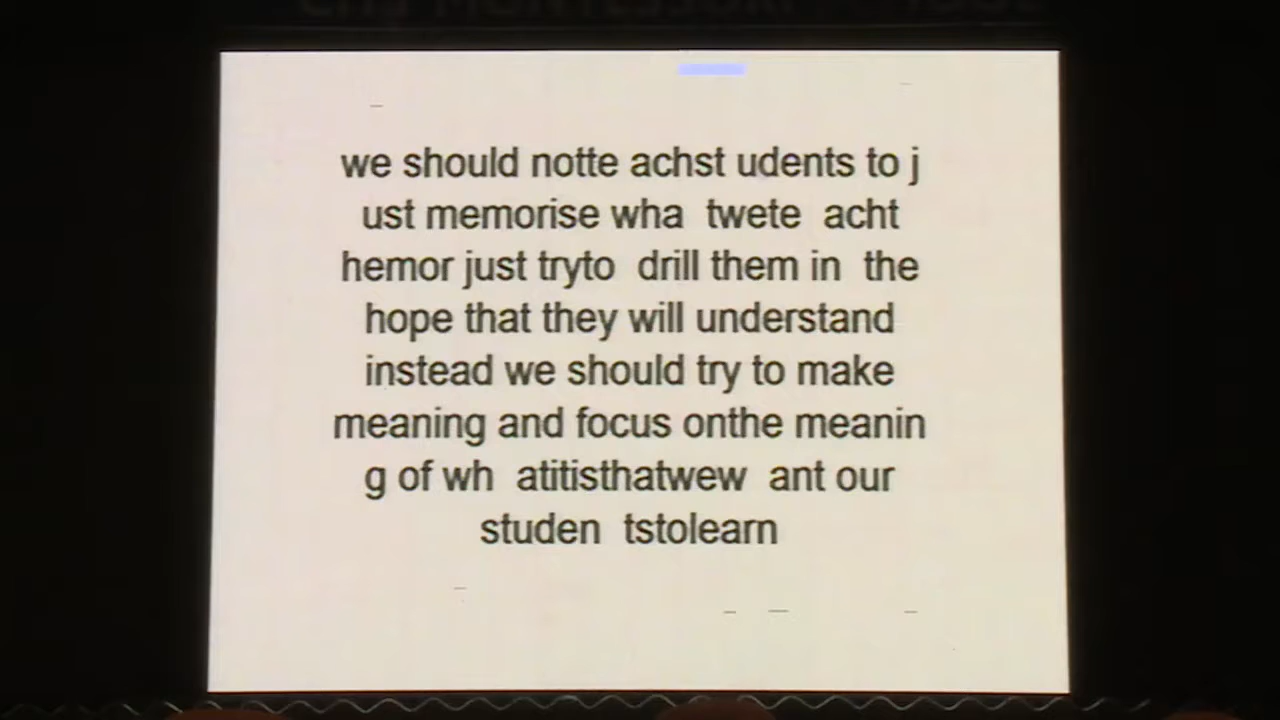 we should notte achst udents to j
ust memorise wha twete acht
hemor just tryto drill them in the
hope that they will understand
instead we should try to make
meaning and focus onthe meanin
g of wh atitisthatwew ant our
studen tstolearn